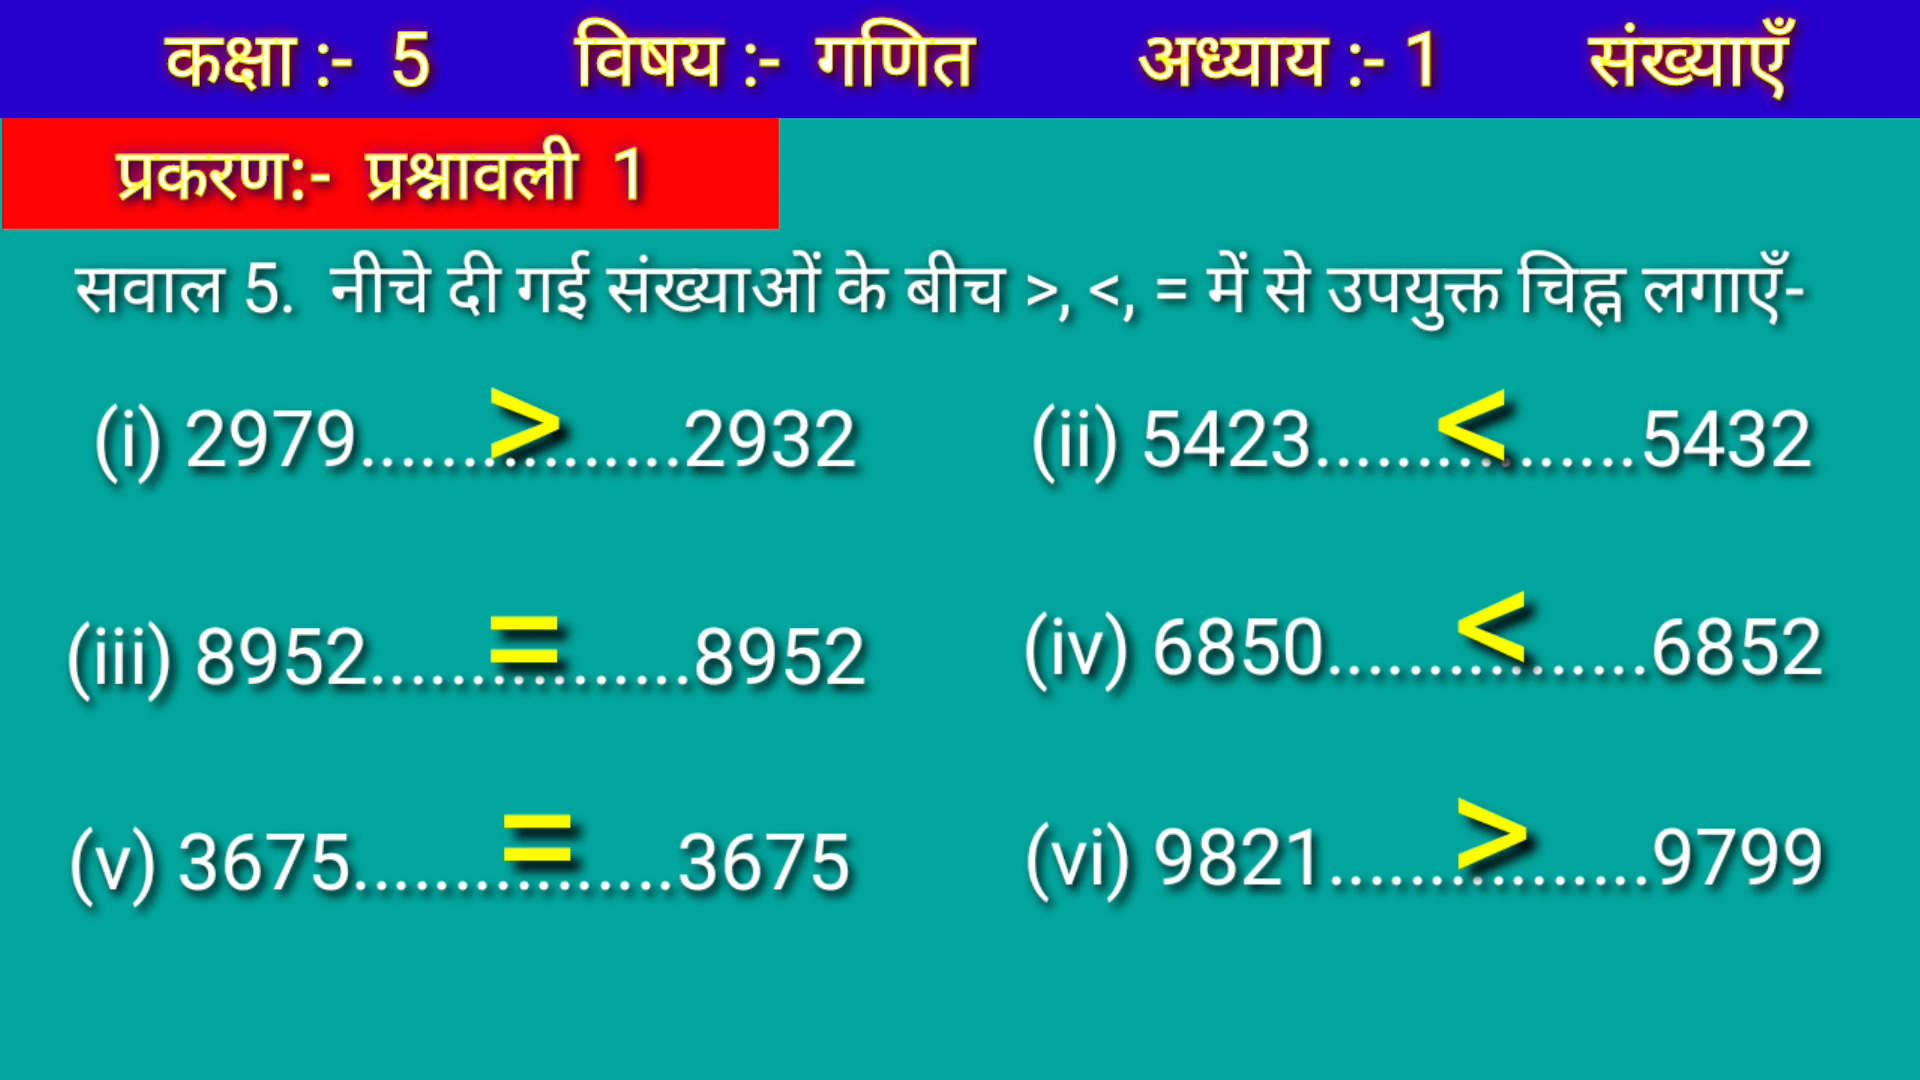 कक्षा :- 5 विषय :- गणित अध्याय :- 1 संख्याएँ
प्रकरण:- प्रश्नावली 1
सवाल 5. नीचे दी गई संख्याओं के बीच >, <, = में से उपयुक्त चिह्न लगाएँ-
(i) 2979.......>.........2932 (ii) 5423.......<.........5432
(iii) 8952.......=.........8952 (iv) 6850.......<.........6852
(v) 3675.......=.........3675 (vi) 9821.......>.........9799